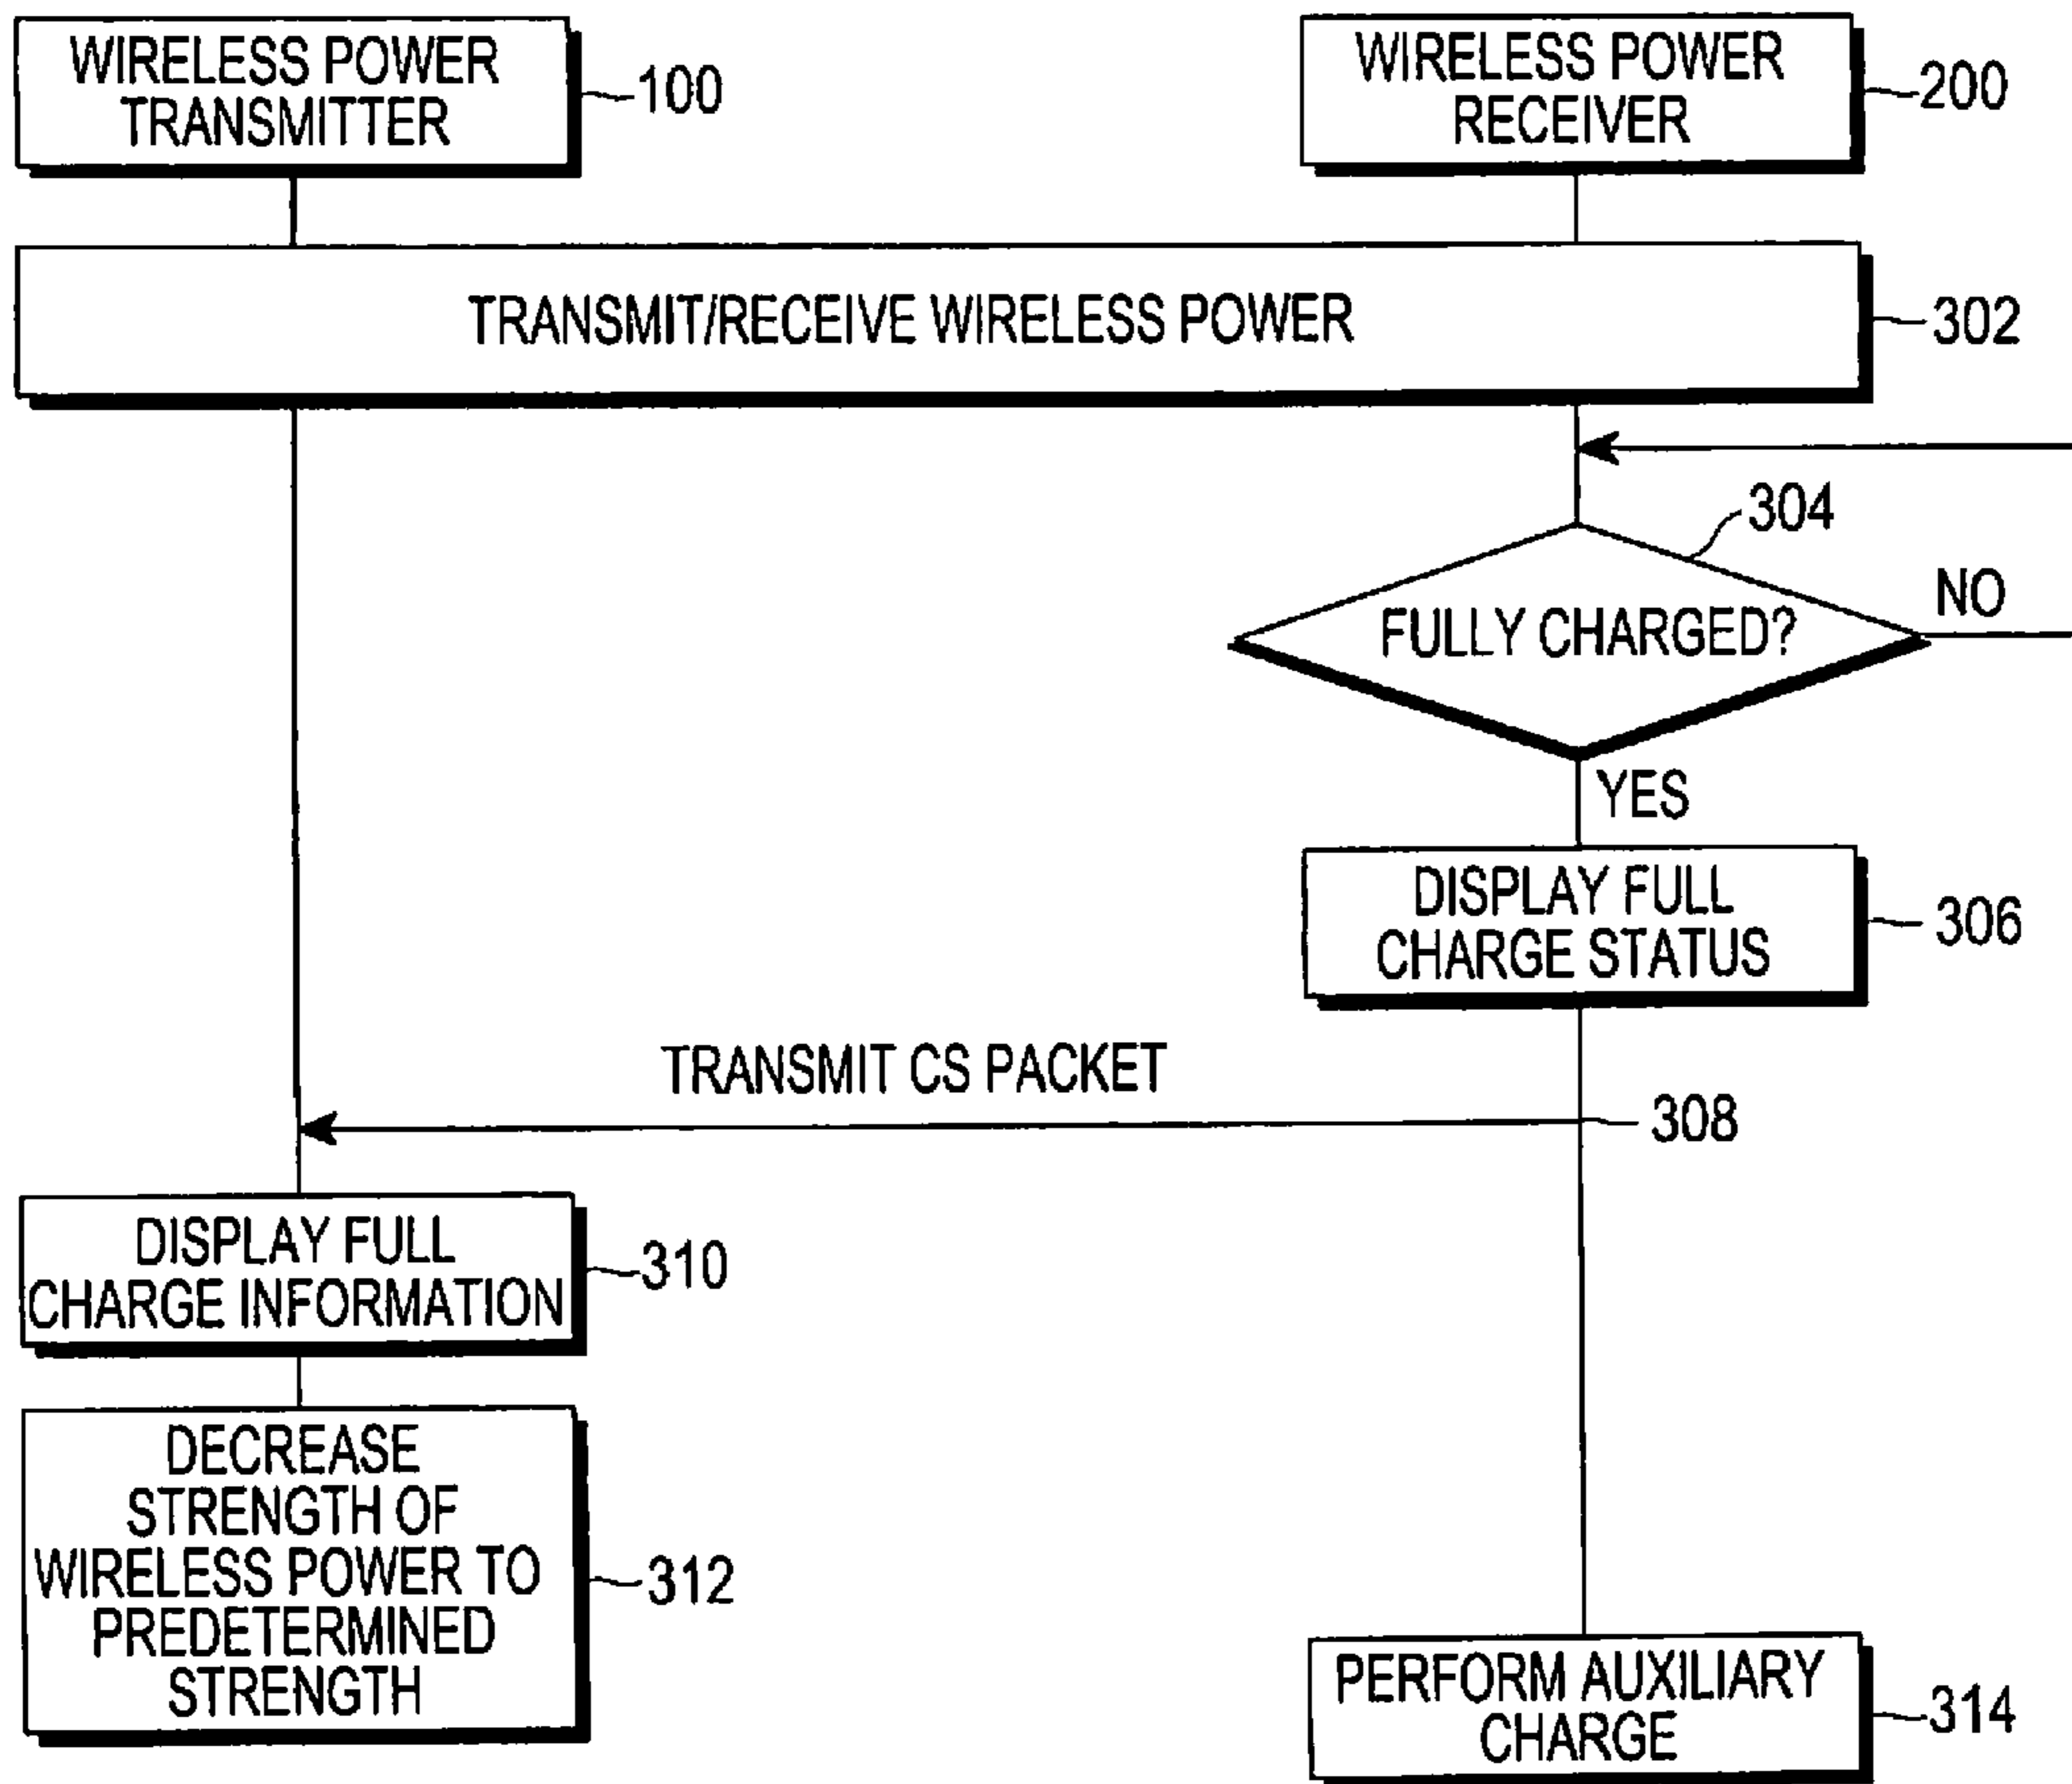 WIRELESS POWER
TRANSMITTER
100
WIRELESS POWER
RECEIVER
200
TRANSMIT/RECEIVE WIRELESS POWER
302
304
FULLY CHARGED?
NO
YES
DISPLAY FULL
CHARGE STATUS
306
TRANSMIT CS PACKET
308
DISPLAY FULL
CHARGE INFORMATION
310
DECREASE
STRENGTH OF
WIRELESS POWER TO
PREDETERMINED
STRENGTH
312
PERFORM AUXILIARY
CHARGE
314